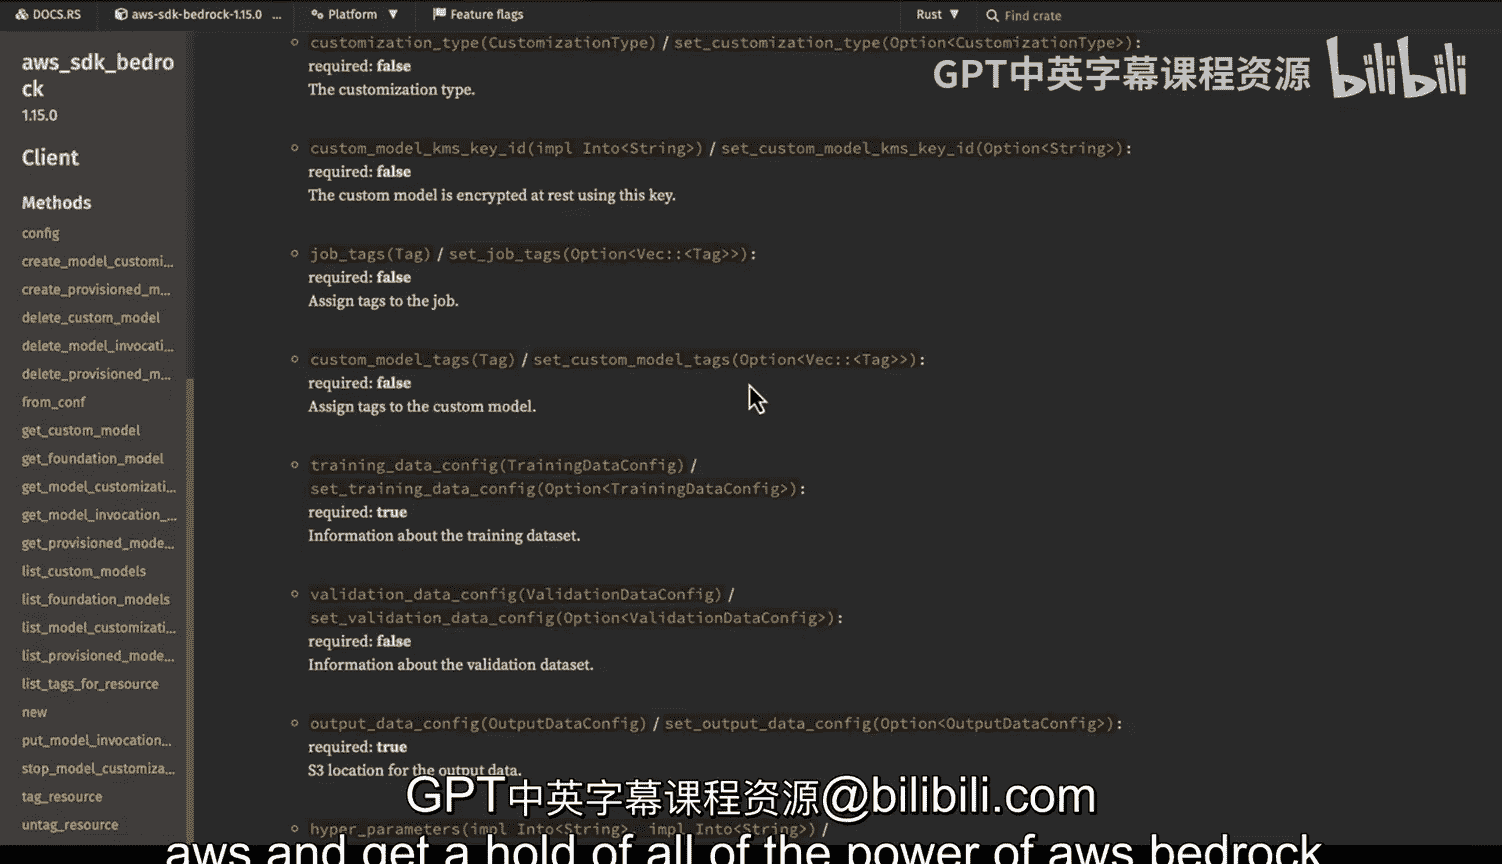 DOCS.RS aws-sdk-bedrock-1.15.0 ... Platform ▼ Feature flags Rust ▼ Find crate
aws_sdk_bedro
ck
1.15.0
Client
Methods
config
create_model_customi...
create_provisioned_m...
delete_custom_model
delete_model_invocati...
delete_provisioned_m...
from_conf
get_custom_model
get_foundation_model
get_model_customizati...
get_model_invocation_...
get_provisioned_mode...
list_custom_models
list_foundation_models
list_model_customizati...
list_provisioned_mode...
list_tags_for_resource
new
put_model_invocation...
stop_model_customiza...
tag_resource
untag_resource
customization_type(CustomizationType) / set_customization_type(Option<CustomizationType>):
required: false
The customization type.
custom_model_kms_key_id(impl Into<String>) / set_custom_model_kms_key_id(Option<String>):
required: false
The custom model is encrypted at rest using this key.
job_tags(Tag) / set_job_tags(Option<Vec::<Tag>>):
required: false
Assign tags to the job.
custom_model_tags(Tag) / set_custom_model_tags(Option<Vec::<Tag>>):
required: false
Assign tags to the custom model.
training_data_config(TrainingDataConfig) /
set_training_data_config(Option<TrainingDataConfig>):
required: true
Information about the training dataset.
validation_data_config(ValidationDataConfig) /
set_validation_data_config(Option<ValidationDataConfig>):
required: false
Information about the validation dataset.
output_data_config(OutputDataConfig) / set_output_data_config(Option<OutputDataConfig>):
required: true
S3 location for the output data.
hyper_parameters(impl Into<String>, impl Into<String>) /
GPT中英字幕课程资源 bilibili
GPT中英字幕课程资源@bilibili.com
aws and get a hold of all of the power of aws bedrock